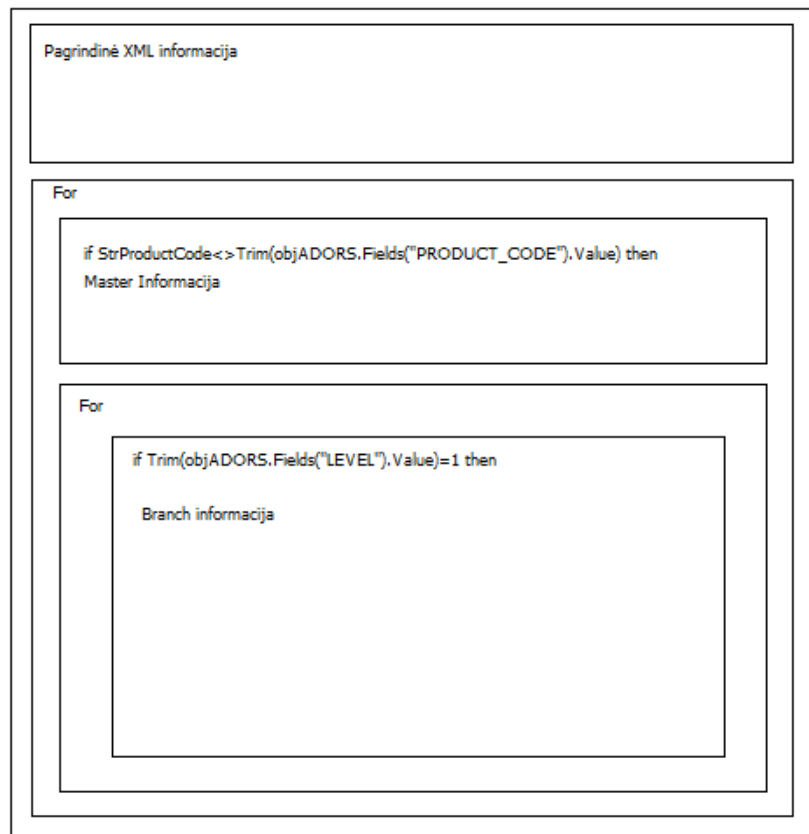 Pagrindinė XML informacija
For
if StrProductCode<>Trim(objADORS.Fields("PRODUCT_CODE").Value) then
Master Informacija
For
if Trim(objADORS.Fields("LEVEL").Value)=1 then
Branch informacija